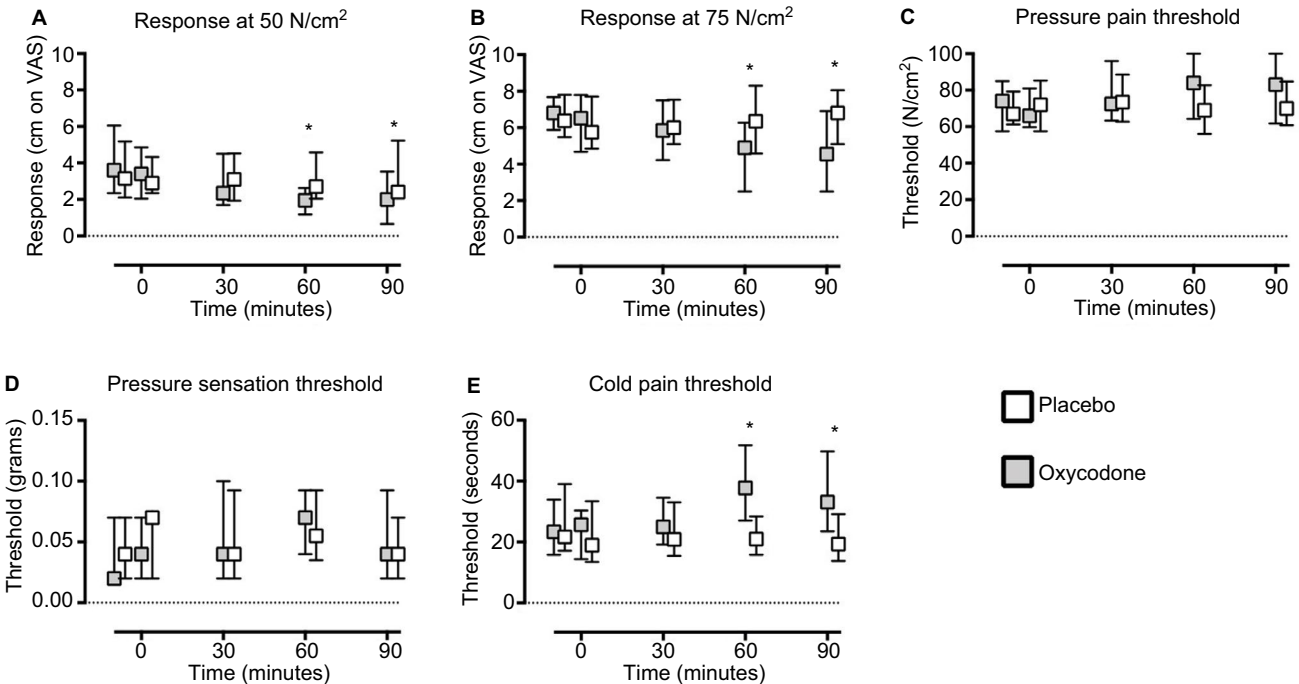 A
Response at 50 N/cm²
Response (cm on VAS)
10
8
6
4
2
0
*
*
0 30 60 90
Time (minutes)
B
Response at 75 N/cm²
Response (cm on VAS)
10
8
6
4
2
0
*
*
0 30 60 90
Time (minutes)
C
Pressure pain threshold
Threshold (N/cm²)
100
80
60
40
20
0
0 30 60 90
Time (minutes)
D
Pressure sensation threshold
Threshold (grams)
0.15
0.10
0.05
0.00
0 30 60 90
Time (minutes)
E
Cold pain threshold
Threshold (seconds)
60
40
20
0
*
*
0 30 60 90
Time (minutes)
Placebo
Oxycodone